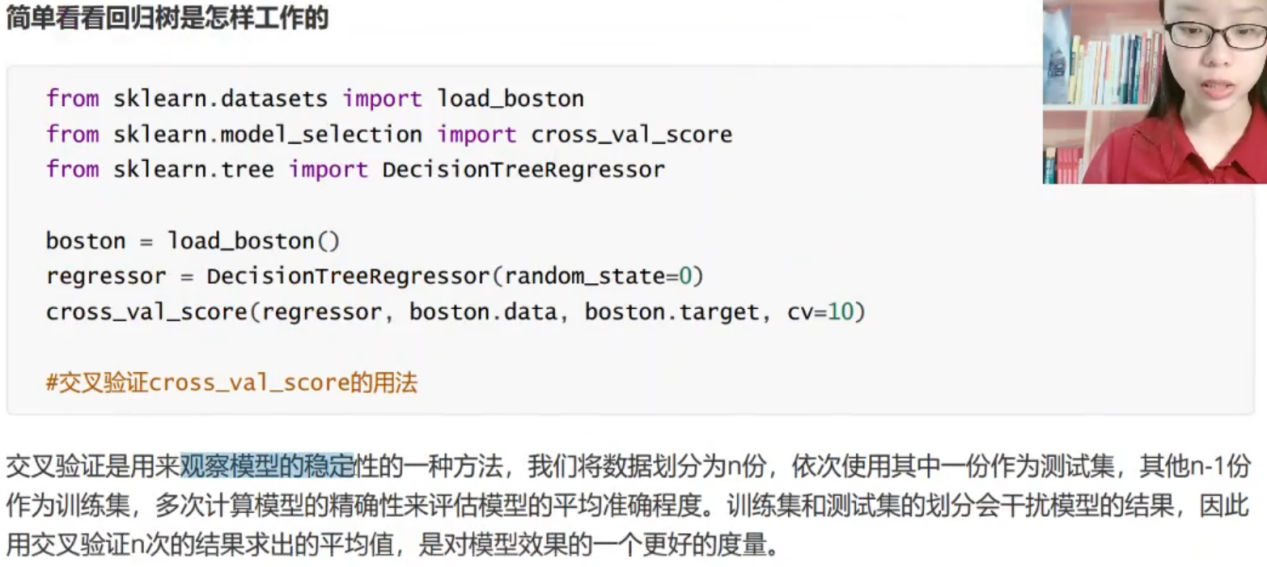 简单看看回归树是怎样工作的
from sklearn.datasets import load_boston
from sklearn.model_selection import cross_val_score
from sklearn.tree import DecisionTreeRegressor
boston = load_boston()
regressor = DecisionTreeRegressor(random_state=0)
cross_val_score(regressor, boston.data, boston.target, cv=10)
#交叉验证cross_val_score的用法
交叉验证是用来观察模型的稳定性的一种方法，我们将数据划分为n份，依次使用其中一份作为测试集，其他n-1份
作为训练集，多次计算模型的精确性来评估模型的平均准确程度。训练集和测试集的划分会干扰模型的结果，因此
用交叉验证n次的结果求出的平均值，是对模型效果的一个更好的度量。